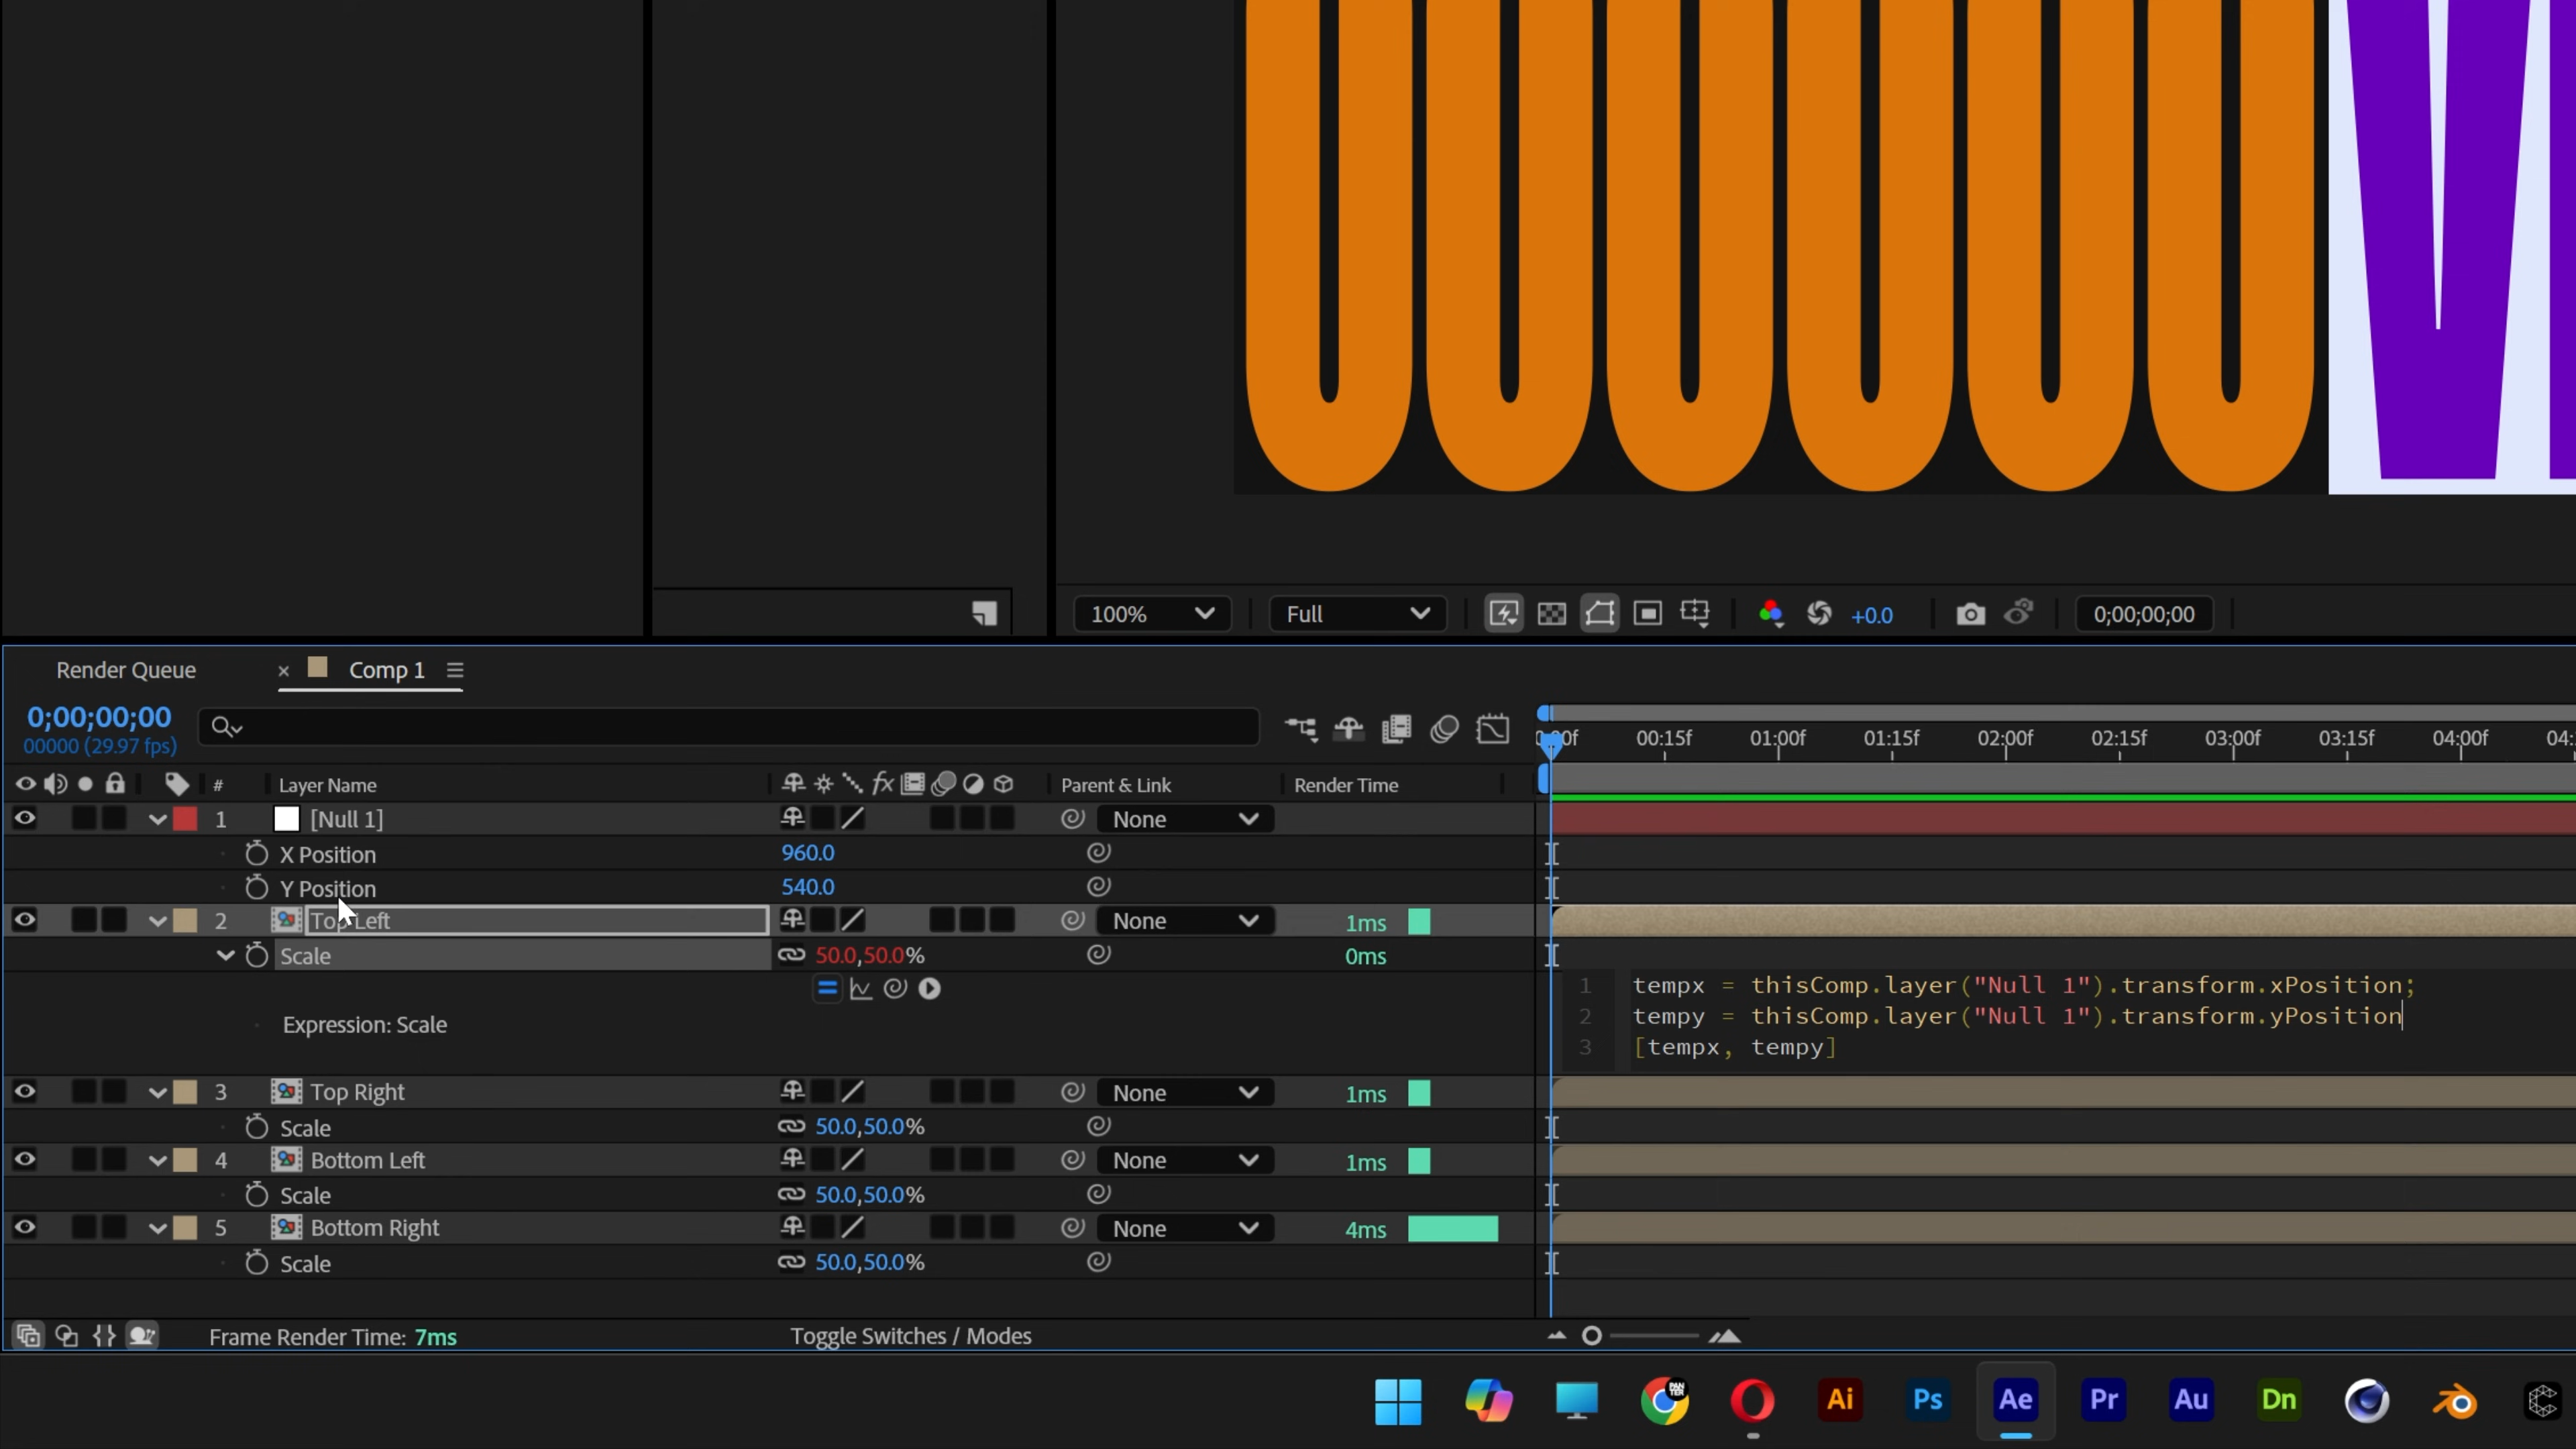 100%
Full
+0.0
0;00;00;00
Render Queue
× Comp 1
0;00;00;00
00000 (29.97 fps)
00:15f 01:00f 01:15f 02:00f 02:15f 03:00f 03:15f 04:00f
# Layer Name Parent & Link Render Time
1 [Null 1] None
X Position 960.0
Y Position 540.0
2 Top Left None 1ms
Scale 50.0,50.0% 0ms
1 tempx = thisComp.layer("Null 1").transform.xPosition;
2 tempy = thisComp.layer("Null 1").transform.yPosition
Expression: Scale
3 [tempx, tempy]
3 Top Right None 1ms
Scale 50.0,50.0%
4 Bottom Left None 1ms
Scale 50.0,50.0%
5 Bottom Right None 4ms
Scale 50.0,50.0%
Frame Render Time: 7ms
Toggle Switches / Modes
Ai Ps Ae Pr Au Dn